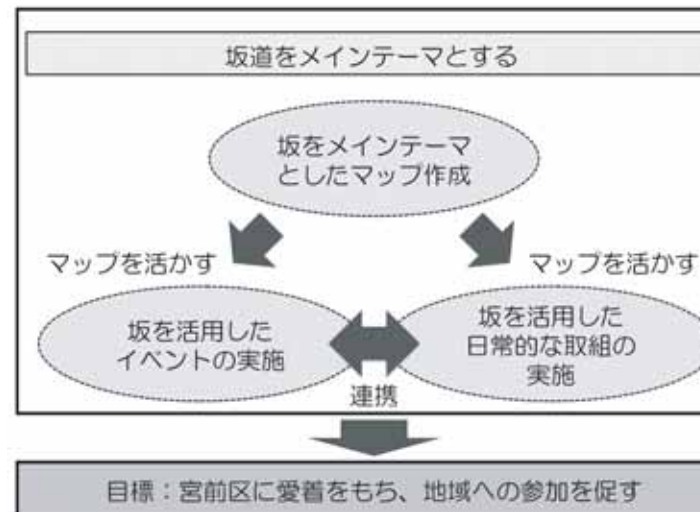 坂道をメインテーマとする
坂をメインテーマ
としたマップ作成
マップを活かす
マップを活かす
坂を活用した
イベントの実施
坂を活用した
日常的な取組の
実施
連携
目標：宮前区に愛着をもち、地域への参加を促す